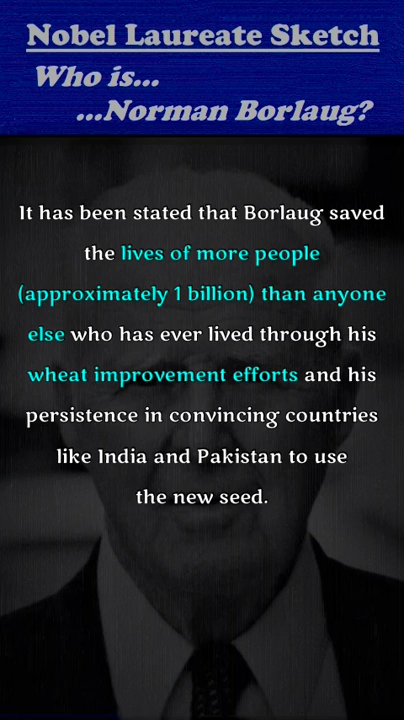 Nobel Laureate Sketch
Who is...
...Norman Borlaug?
It has been stated that Borlaug saved
the lives of more people
(approximately 1 billion) than anyone
else who has ever lived through his
wheat improvement efforts and his
persistence in convincing countries
like India and Pakistan to use
the new seed.